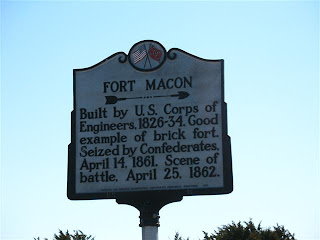 FORT MACON
Built by U. S. Corps of
Engineers, 1826-34. Good
example of brick fort.
Seized by Confederates,
April 14, 1861. Scene of
battle, April 25, 1862.